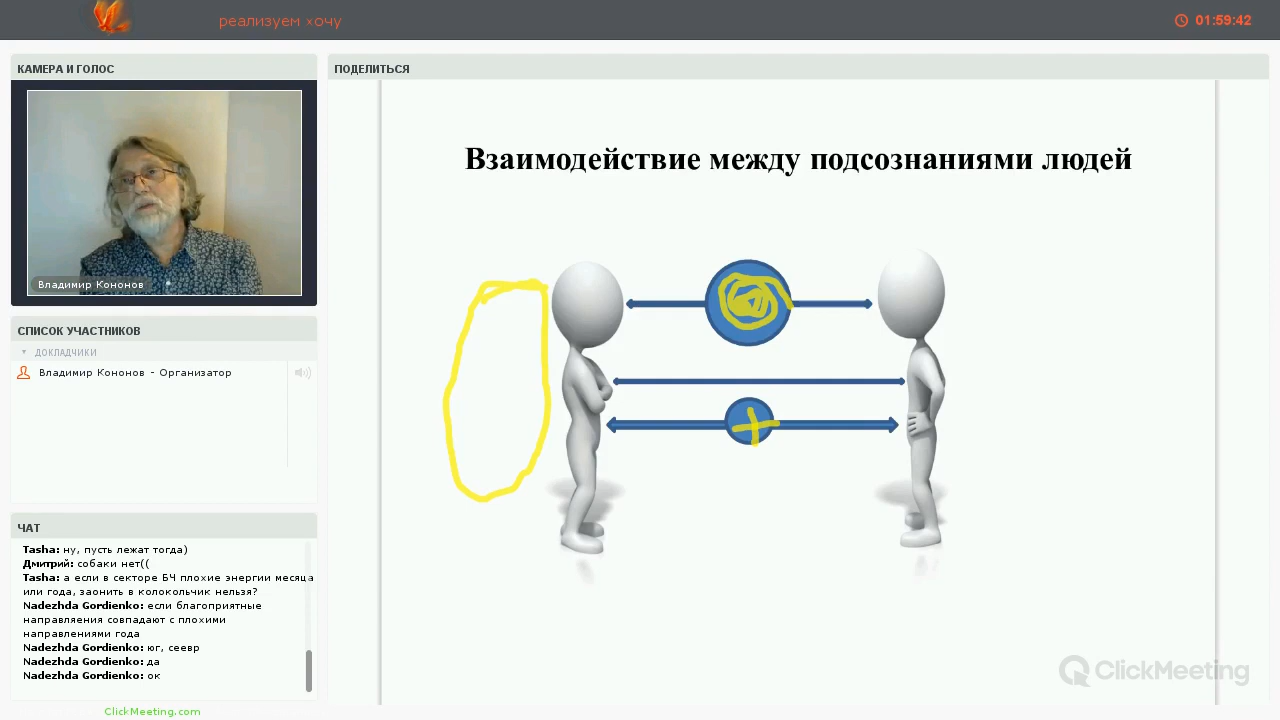 реализуем хочу
01:59:42
КАМЕРА И ГОЛОС
Владимир Кононов
СПИСОК УЧАСТНИКОВ
ДОКЛАДЧИКИ
Владимир Кононов - Организатор
ЧАТ
Tasha: ну, пусть лежат тогда)
Дмитрий: собаки нет((
Tasha: а если в секторе БЧ плохие энергии месяца
или года, заонить в колокольчик нельзя?
Nadezhda Gordienko: если благоприятные
направляения совпадают с плохими
направлениями года
Nadezhda Gordienko: юг, сеевр
Nadezhda Gordienko: да
Nadezhda Gordienko: ок
ClickMeeting.com
ПОДЕЛИТЬСЯ
Взаимодействие между подсознаниями людей
ClickMeeting